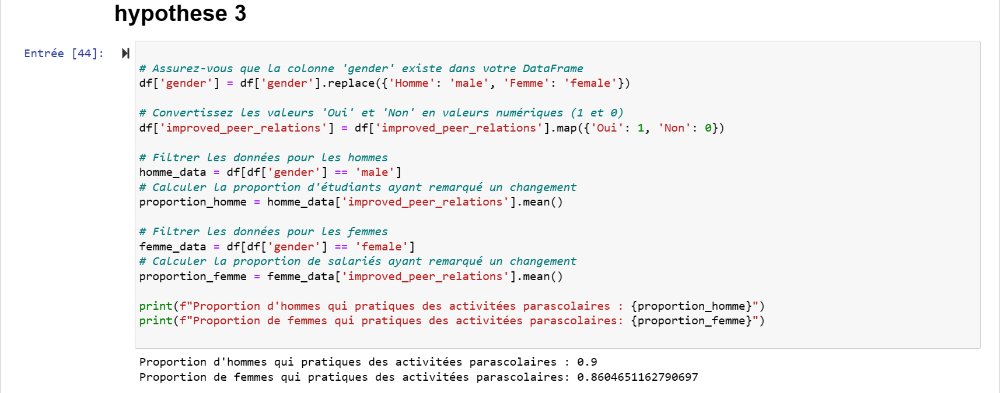 hypothese 3
Entrée [44]:
# Assurez-vous que la colonne 'gender' existe dans votre DataFrame
df['gender'] = df['gender'].replace({'Homme': 'male', 'Femme': 'female'})
# Convertissez les valeurs 'Oui' et 'Non' en valeurs numériques (1 et 0)
df['improved_peer_relations'] = df['improved_peer_relations'].map({'Oui': 1, 'Non': 0})
# Filtrer les données pour les hommes
homme_data = df[df['gender'] == 'male']
# Calculer la proportion d'étudiants ayant remarqué un changement
proportion_homme = homme_data['improved_peer_relations'].mean()
# Filtrer les données pour les femmes
femme_data = df[df['gender'] == 'female']
# Calculer la proportion de salariés ayant remarqué un changement
proportion_femme = femme_data['improved_peer_relations'].mean()
print(f"Proportion d'hommes qui pratiques des activitées parascolaires : {proportion_homme}")
print(f"Proportion de femmes qui pratiques des activitées parascolaires: {proportion_femme}")
Proportion d'hommes qui pratiques des activitées parascolaires : 0.9
Proportion de femmes qui pratiques des activitées parascolaires: 0.8604651162790697